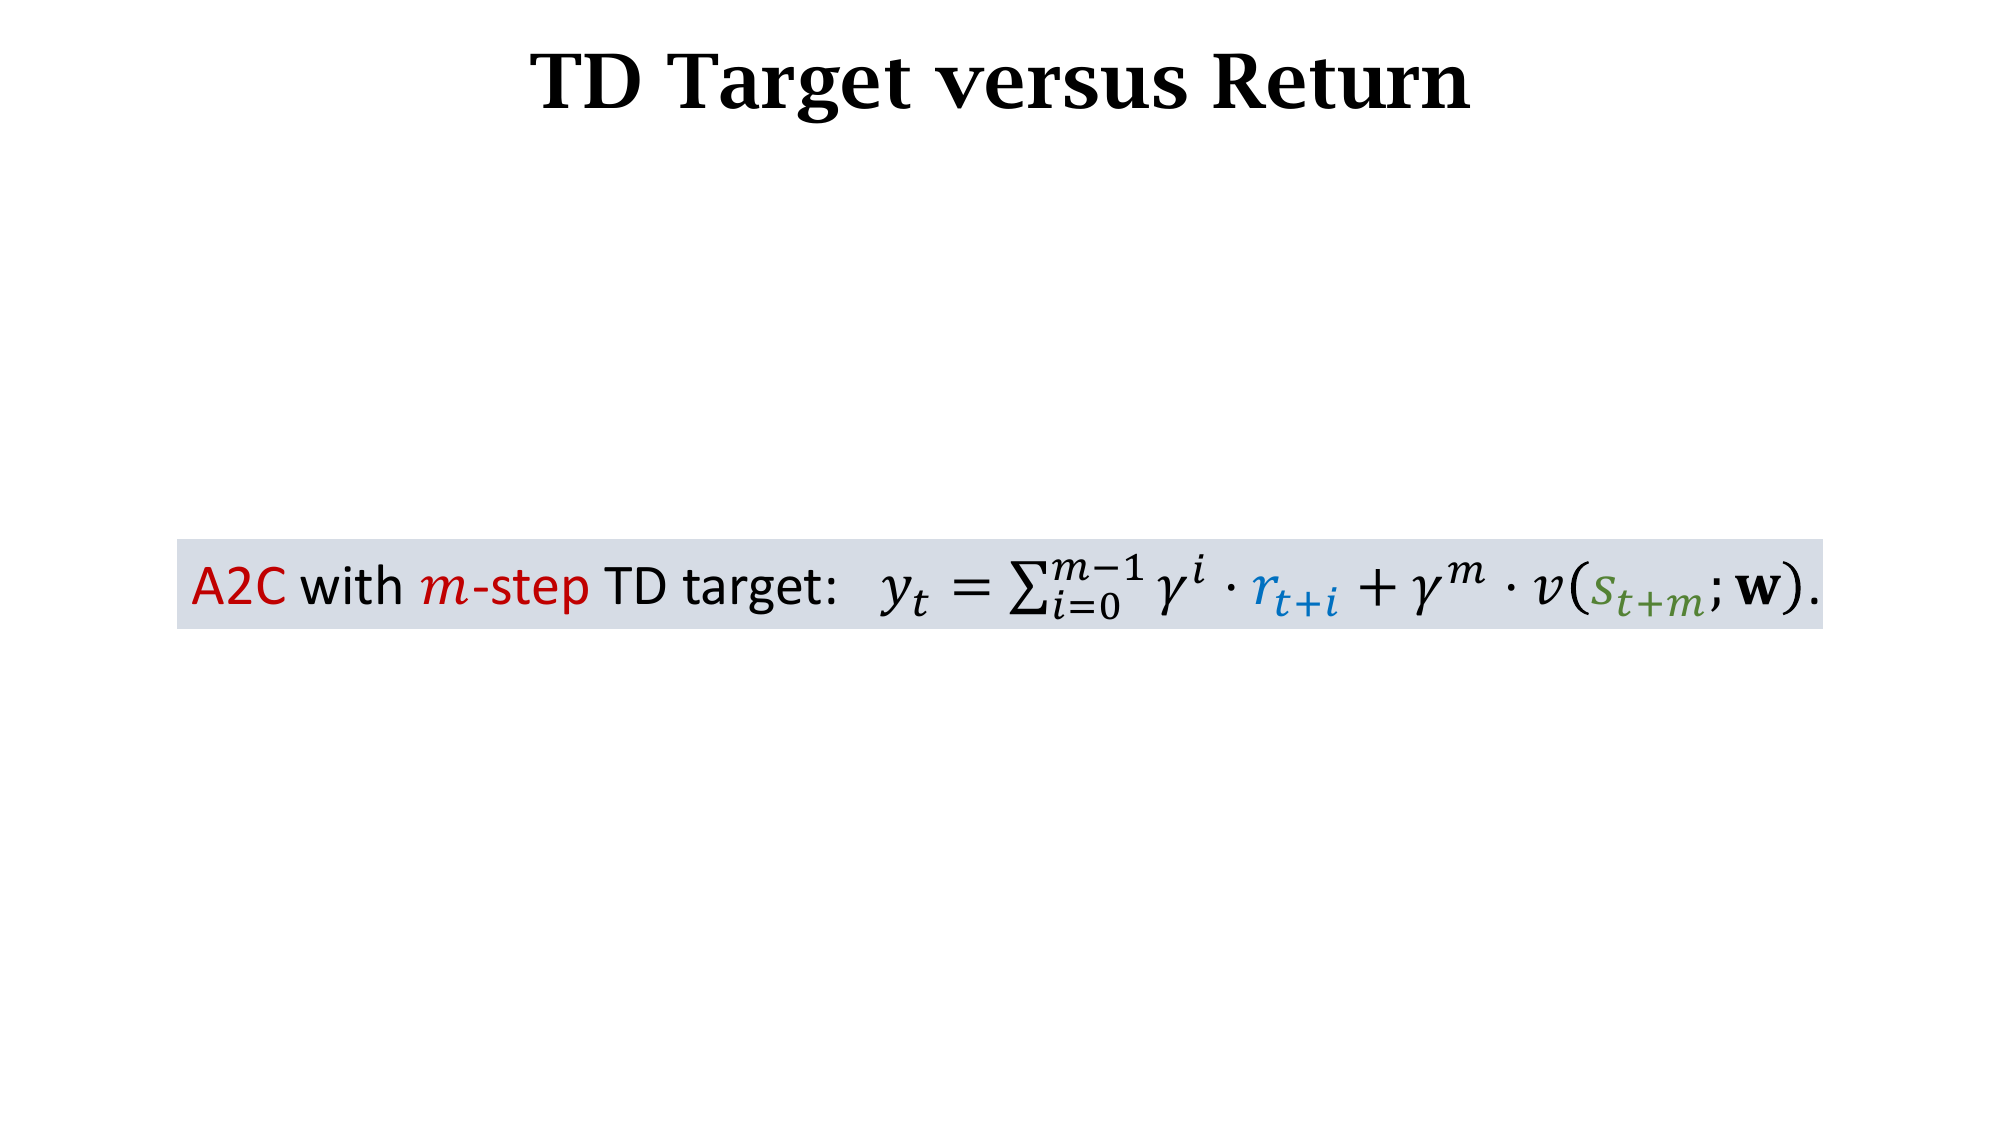 TD Target versus Return
A2C with m-step TD target: $y_t = \sum_{i=0}^{m-1} \gamma^i \cdot r_{t+i} + \gamma^m \cdot v(s_{t+m}; \mathbf{w}).$